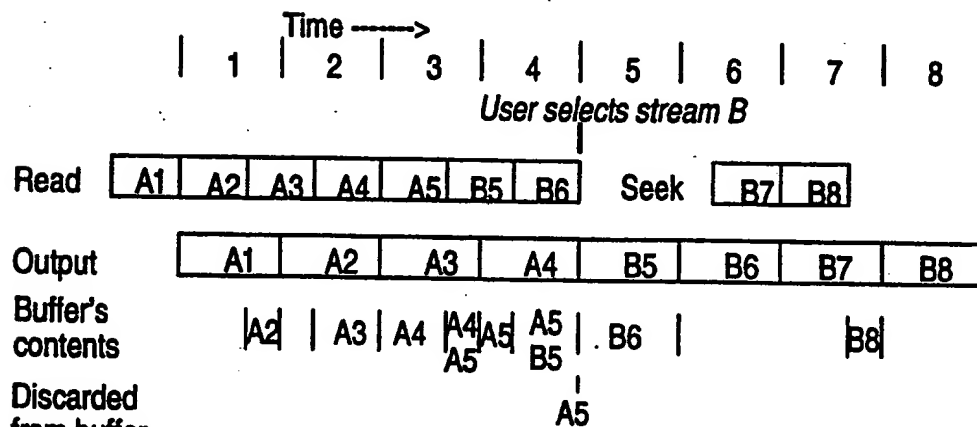 Time ------>
| 1 | 2 | 3 | 4 | 5 | 6 | 7 | 8
User selects stream B
Read A1 A2 A3 A4 A5 B5 B6 Seek B7 B8
Output A1 A2 A3 A4 B5 B6 B7 B8
Buffer's
contents
A2 A3 A4 A4 A5 A5 B6 B8
A5 B5
Discarded
from buffer
A5